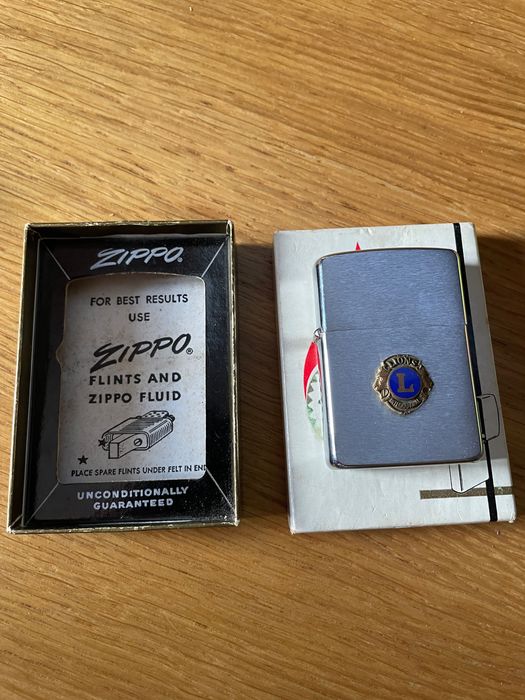 ZIPPO®
FOR BEST RESULTS
USE
ZIPPO®
FLINTS AND
ZIPPO FLUID
PLACE SPARE FLINTS UNDER FELT IN END
UNCONDITIONALLY
GUARANTEED
LIONS
L
INTERNATIONAL